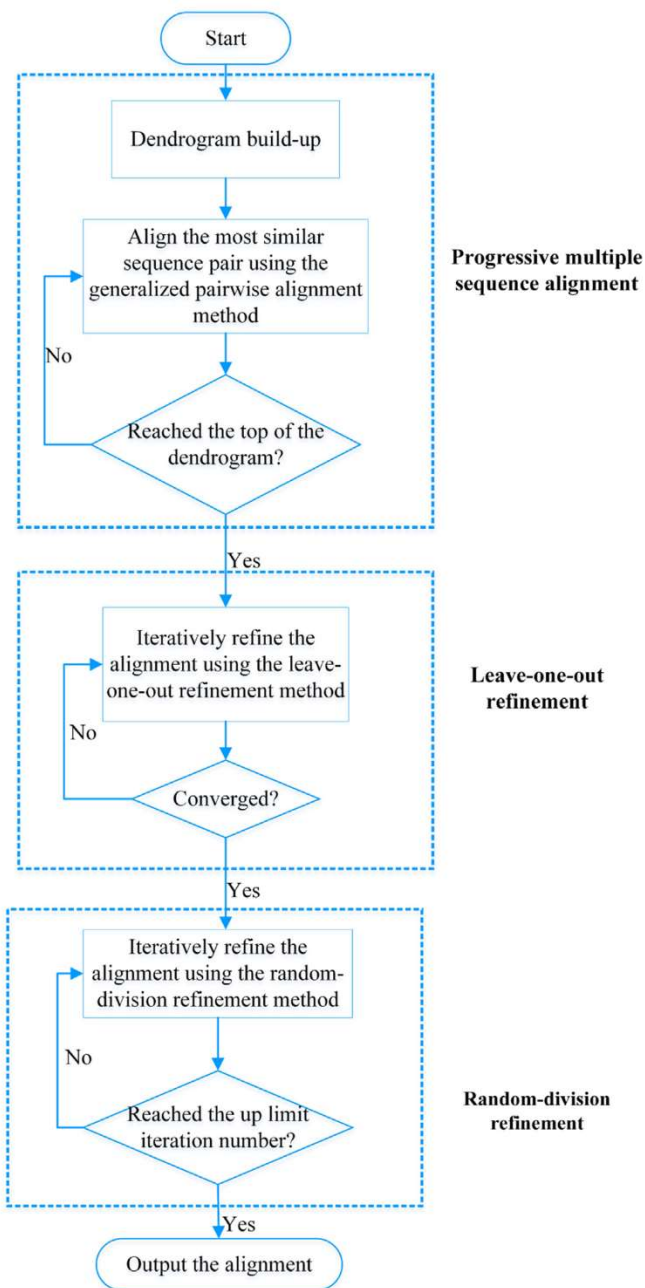 Start
Dendrogram build-up
Align the most similar
sequence pair using the
generalized pairwise alignment
method
Progressive multiple
sequence alignment
No
Reached the top of the
dendrogram?
Yes
Iteratively refine the
alignment using the leave-
one-out refinement method
Leave-one-out
refinement
No
Converged?
Yes
Iteratively refine the
alignment using the random-
division refinement method
No
Reached the up limit
iteration number?
Random-division
refinement
Yes
Output the alignment